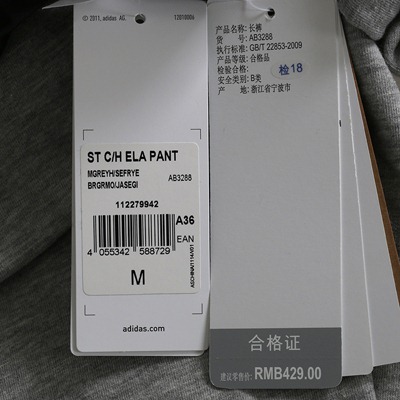 © 2011, adidas AG.
ST C/H ELA PANT
MGREYH/SEFRYE
BRGRMO/JASEGI
AB3288
112279942
A36
EAN
4 055342 588729
M
adidas.com
品名: 长裤
货号: AB3288
执行标准: GB/T 22853-2009
产品等级: 合格品
检验合格: 检18
安全类别: B类
产地: 浙江省宁波市
合格证
建议零售价: RMB429.00